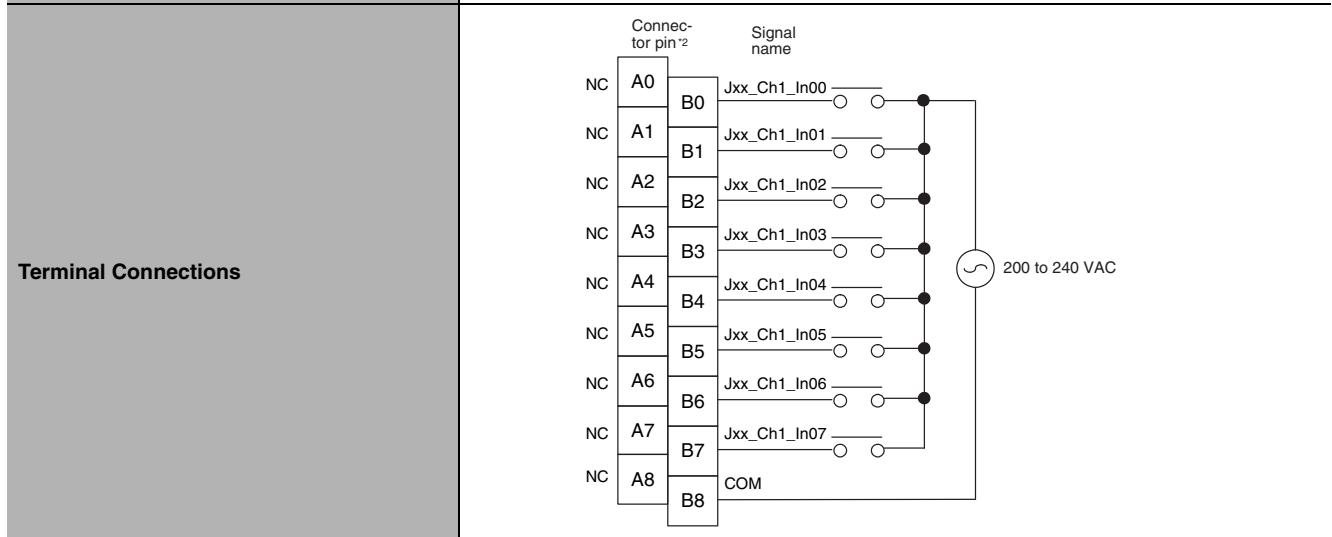 Terminal Connections
Connec-
tor pin*2
Signal
name
NC A0
B0 Jxx_Ch1_In00
NC A1
B1 Jxx_Ch1_In01
NC A2
B2 Jxx_Ch1_In02
NC A3
B3 Jxx_Ch1_In03
NC A4
B4 Jxx_Ch1_In04
NC A5
B5 Jxx_Ch1_In05
NC A6
B6 Jxx_Ch1_In06
NC A7
B7 Jxx_Ch1_In07
NC A8
B8 COM
200 to 240 VAC